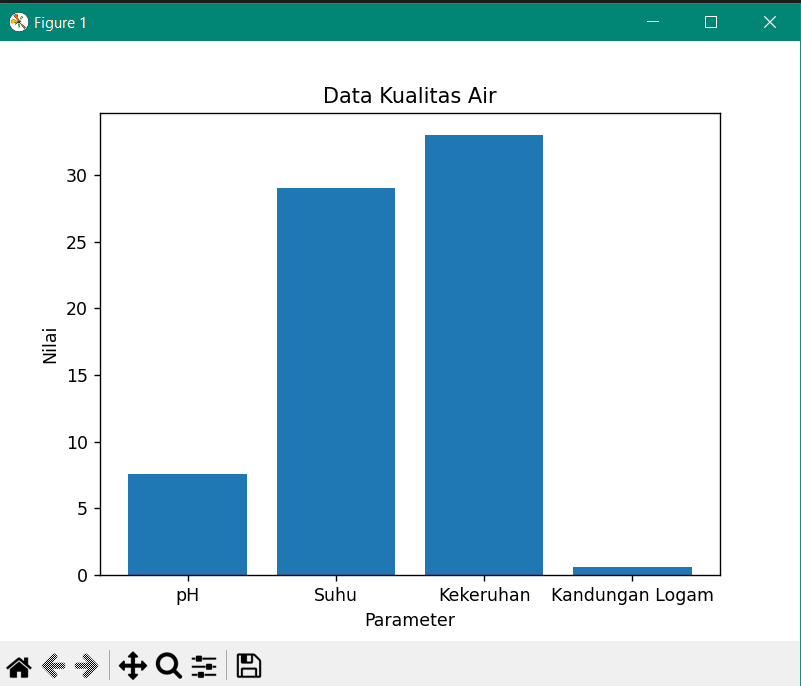 Figure 1
Data Kualitas Air
30
25
20
15
10
5
0
Nilai
pH Suhu Kekeruhan Kandungan Logam
Parameter